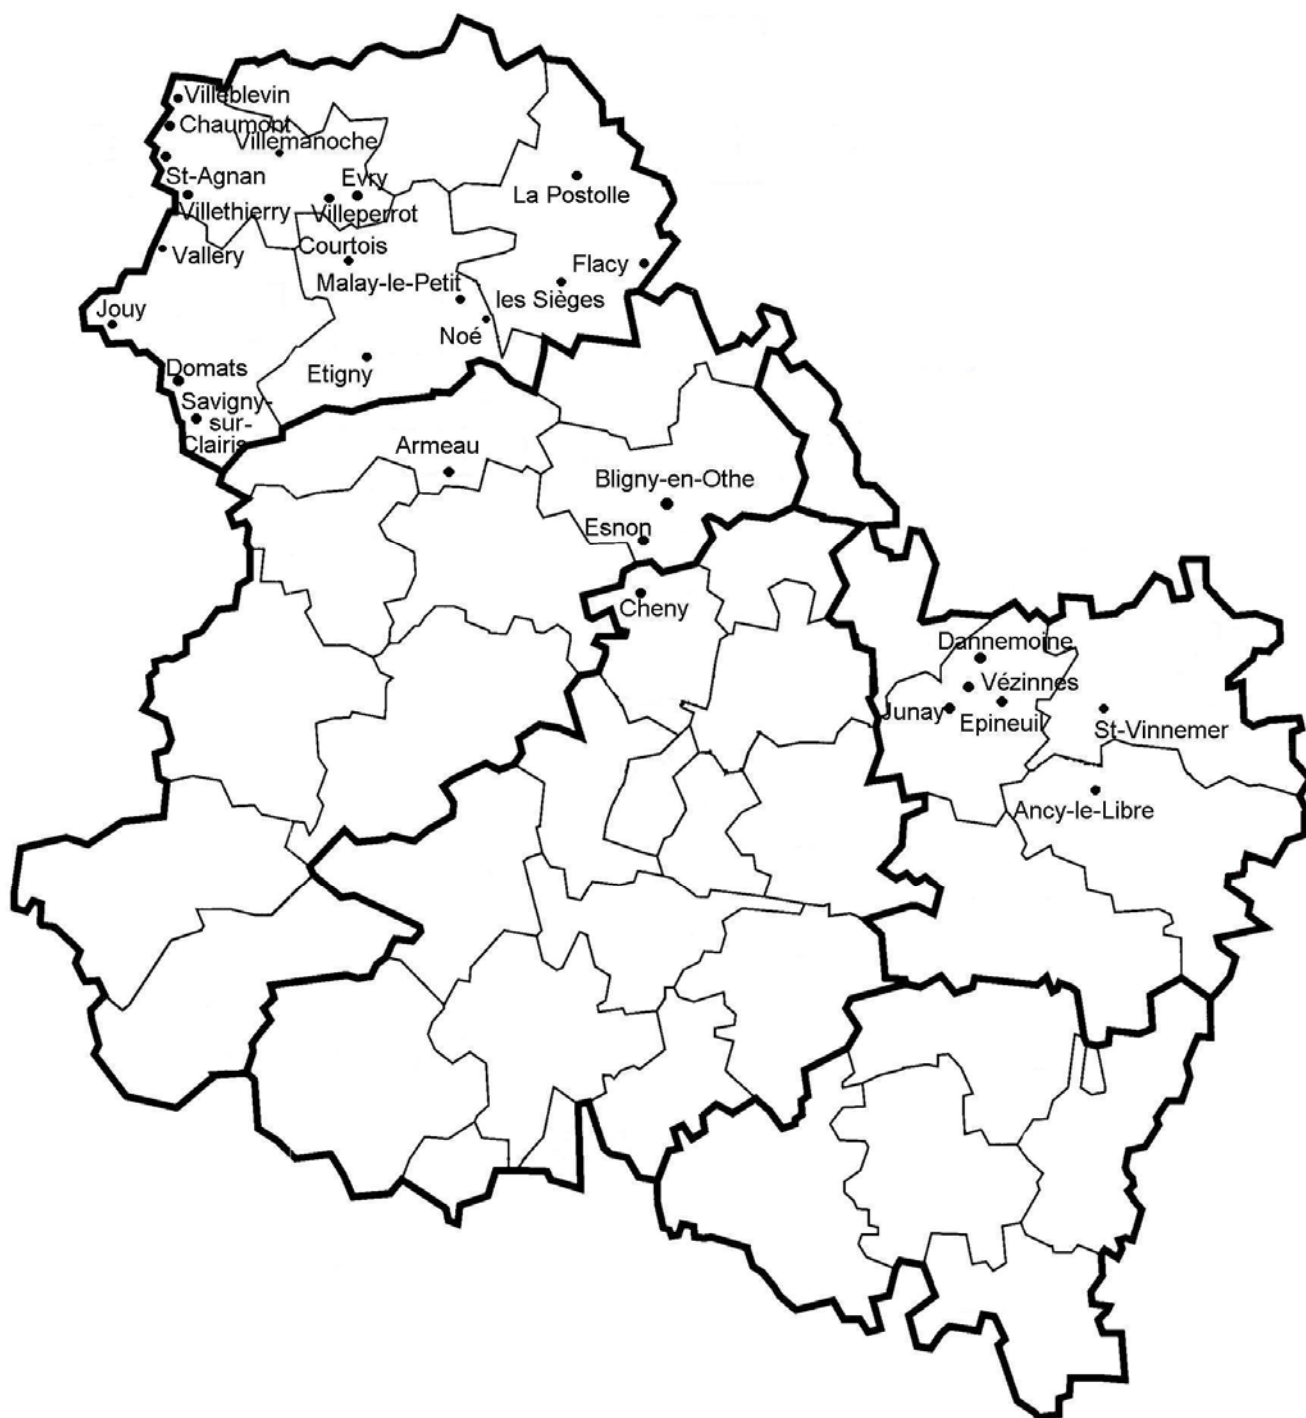 Villeblevin
Chaumont
Villemanoche
St-Agnan
Evry
La Postolle
Villethierry
Villeperrot
Courtois
Vallery
Flacy
Malay-le-Petit
les Sièges
Jouy
Noé
Domats
Etigny
Savigny-
sur-
Clairis
Armeau
Bligny-en-Othe
Esnon
Cheny
Dannemoine
Vézinnes
Junay
Epineuil
St-Vinnemer
Ancy-le-Libre